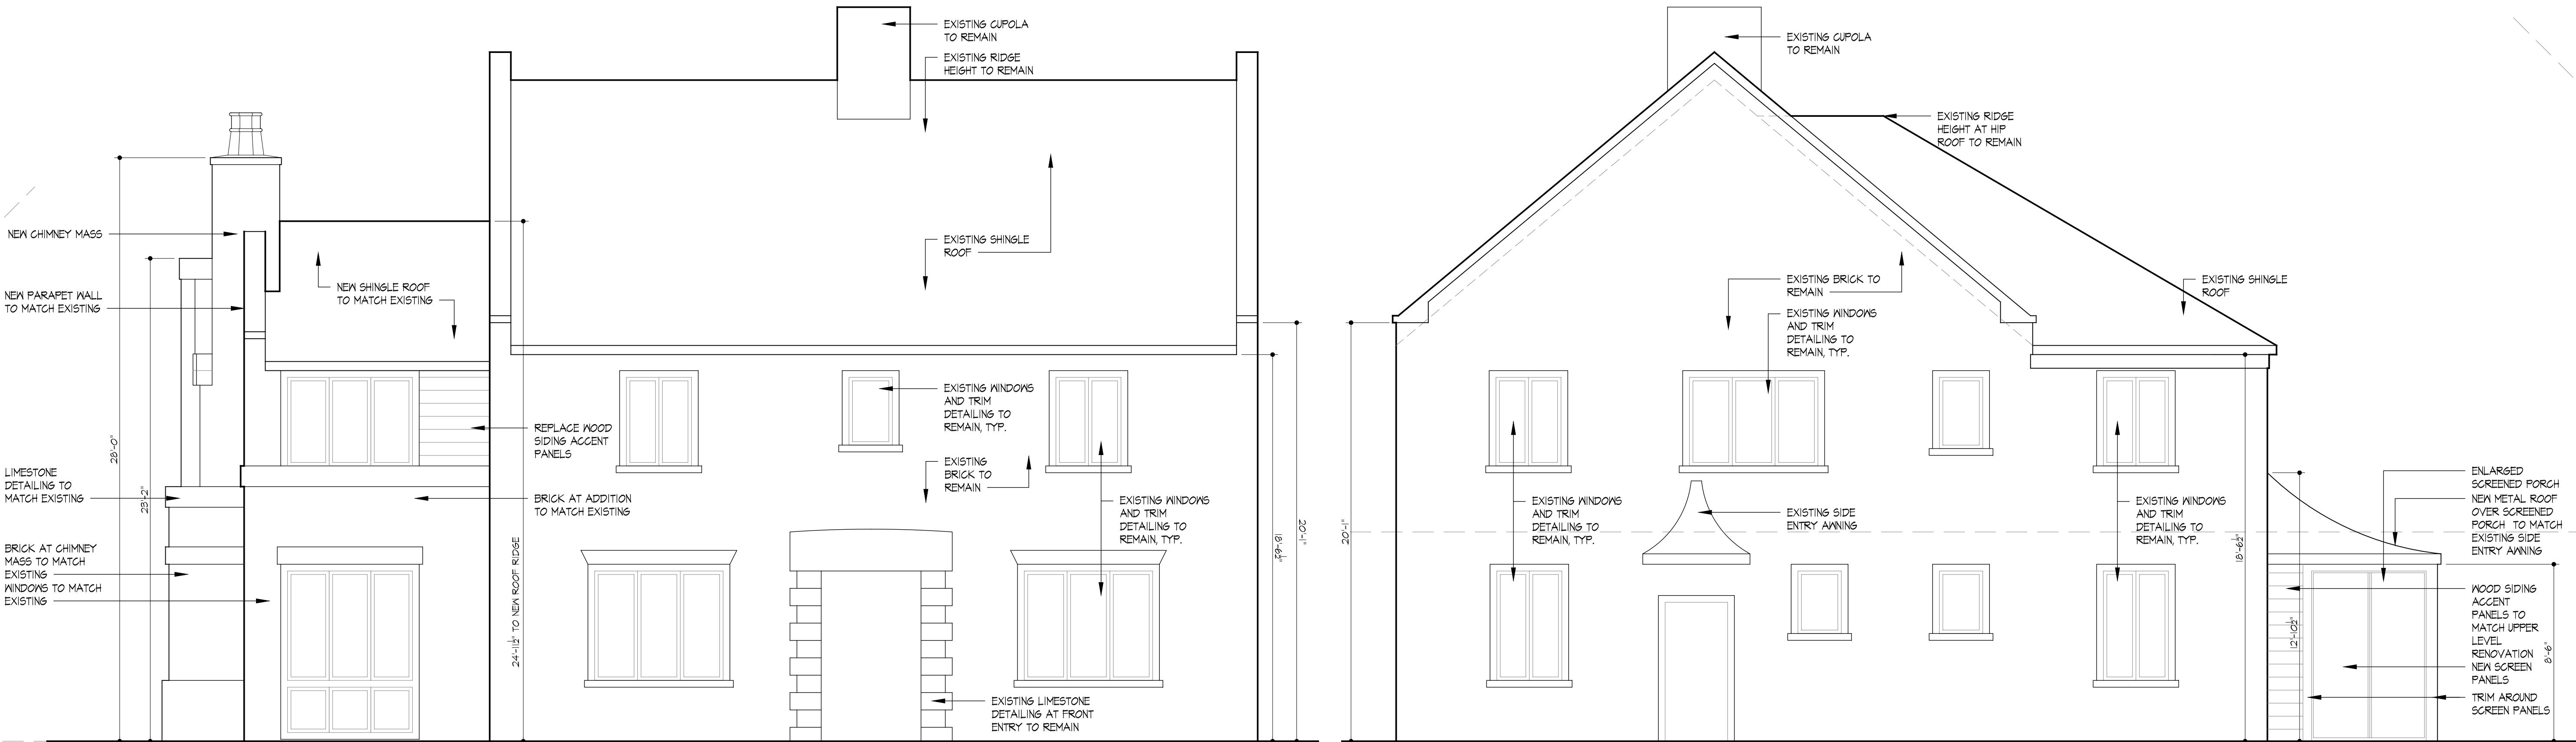 EXISTING CUPOLA
TO REMAIN
EXISTING RIDGE
HEIGHT TO REMAIN
NEW CHIMNEY MASS
NEW PARAPET WALL
TO MATCH EXISTING
NEW SHINGLE ROOF
TO MATCH EXISTING
EXISTING SHINGLE
ROOF
28'-0"
23'-2"
LIMESTONE
DETAILING TO
MATCH EXISTING
BRICK AT CHIMNEY
MASS TO MATCH
EXISTING
WINDOWS TO MATCH
EXISTING
REPLACE WOOD
SIDING ACCENT
PANELS
BRICK AT ADDITION
TO MATCH EXISTING
24'-11½" TO NEW ROOF RIDGE
EXISTING WINDOWS
AND TRIM
DETAILING TO
REMAIN, TYP.
EXISTING
BRICK TO
REMAIN
EXISTING WINDOWS
AND TRIM
DETAILING TO
REMAIN, TYP.
EXISTING LIMESTONE
DETAILING AT FRONT
ENTRY TO REMAIN
18'-6½"
20'-1"
EXISTING CUPOLA
TO REMAIN
EXISTING RIDGE
HEIGHT AT HIP
ROOF TO REMAIN
EXISTING BRICK TO
REMAIN
EXISTING WINDOWS
AND TRIM
DETAILING TO
REMAIN, TYP.
EXISTING SHINGLE
ROOF
20'-1"
EXISTING WINDOWS
AND TRIM
DETAILING TO
REMAIN, TYP.
EXISTING SIDE
ENTRY AWNING
EXISTING WINDOWS
AND TRIM
DETAILING TO
REMAIN, TYP.
18'-6½"
12'-10½"
8'-6"
ENLARGED
SCREENED PORCH
NEW METAL ROOF
OVER SCREENED
PORCH TO MATCH
EXISTING SIDE
ENTRY AWNING
WOOD SIDING
ACCENT
PANELS TO
MATCH UPPER
LEVEL
RENOVATION
NEW SCREEN
PANELS
TRIM AROUND
SCREEN PANELS